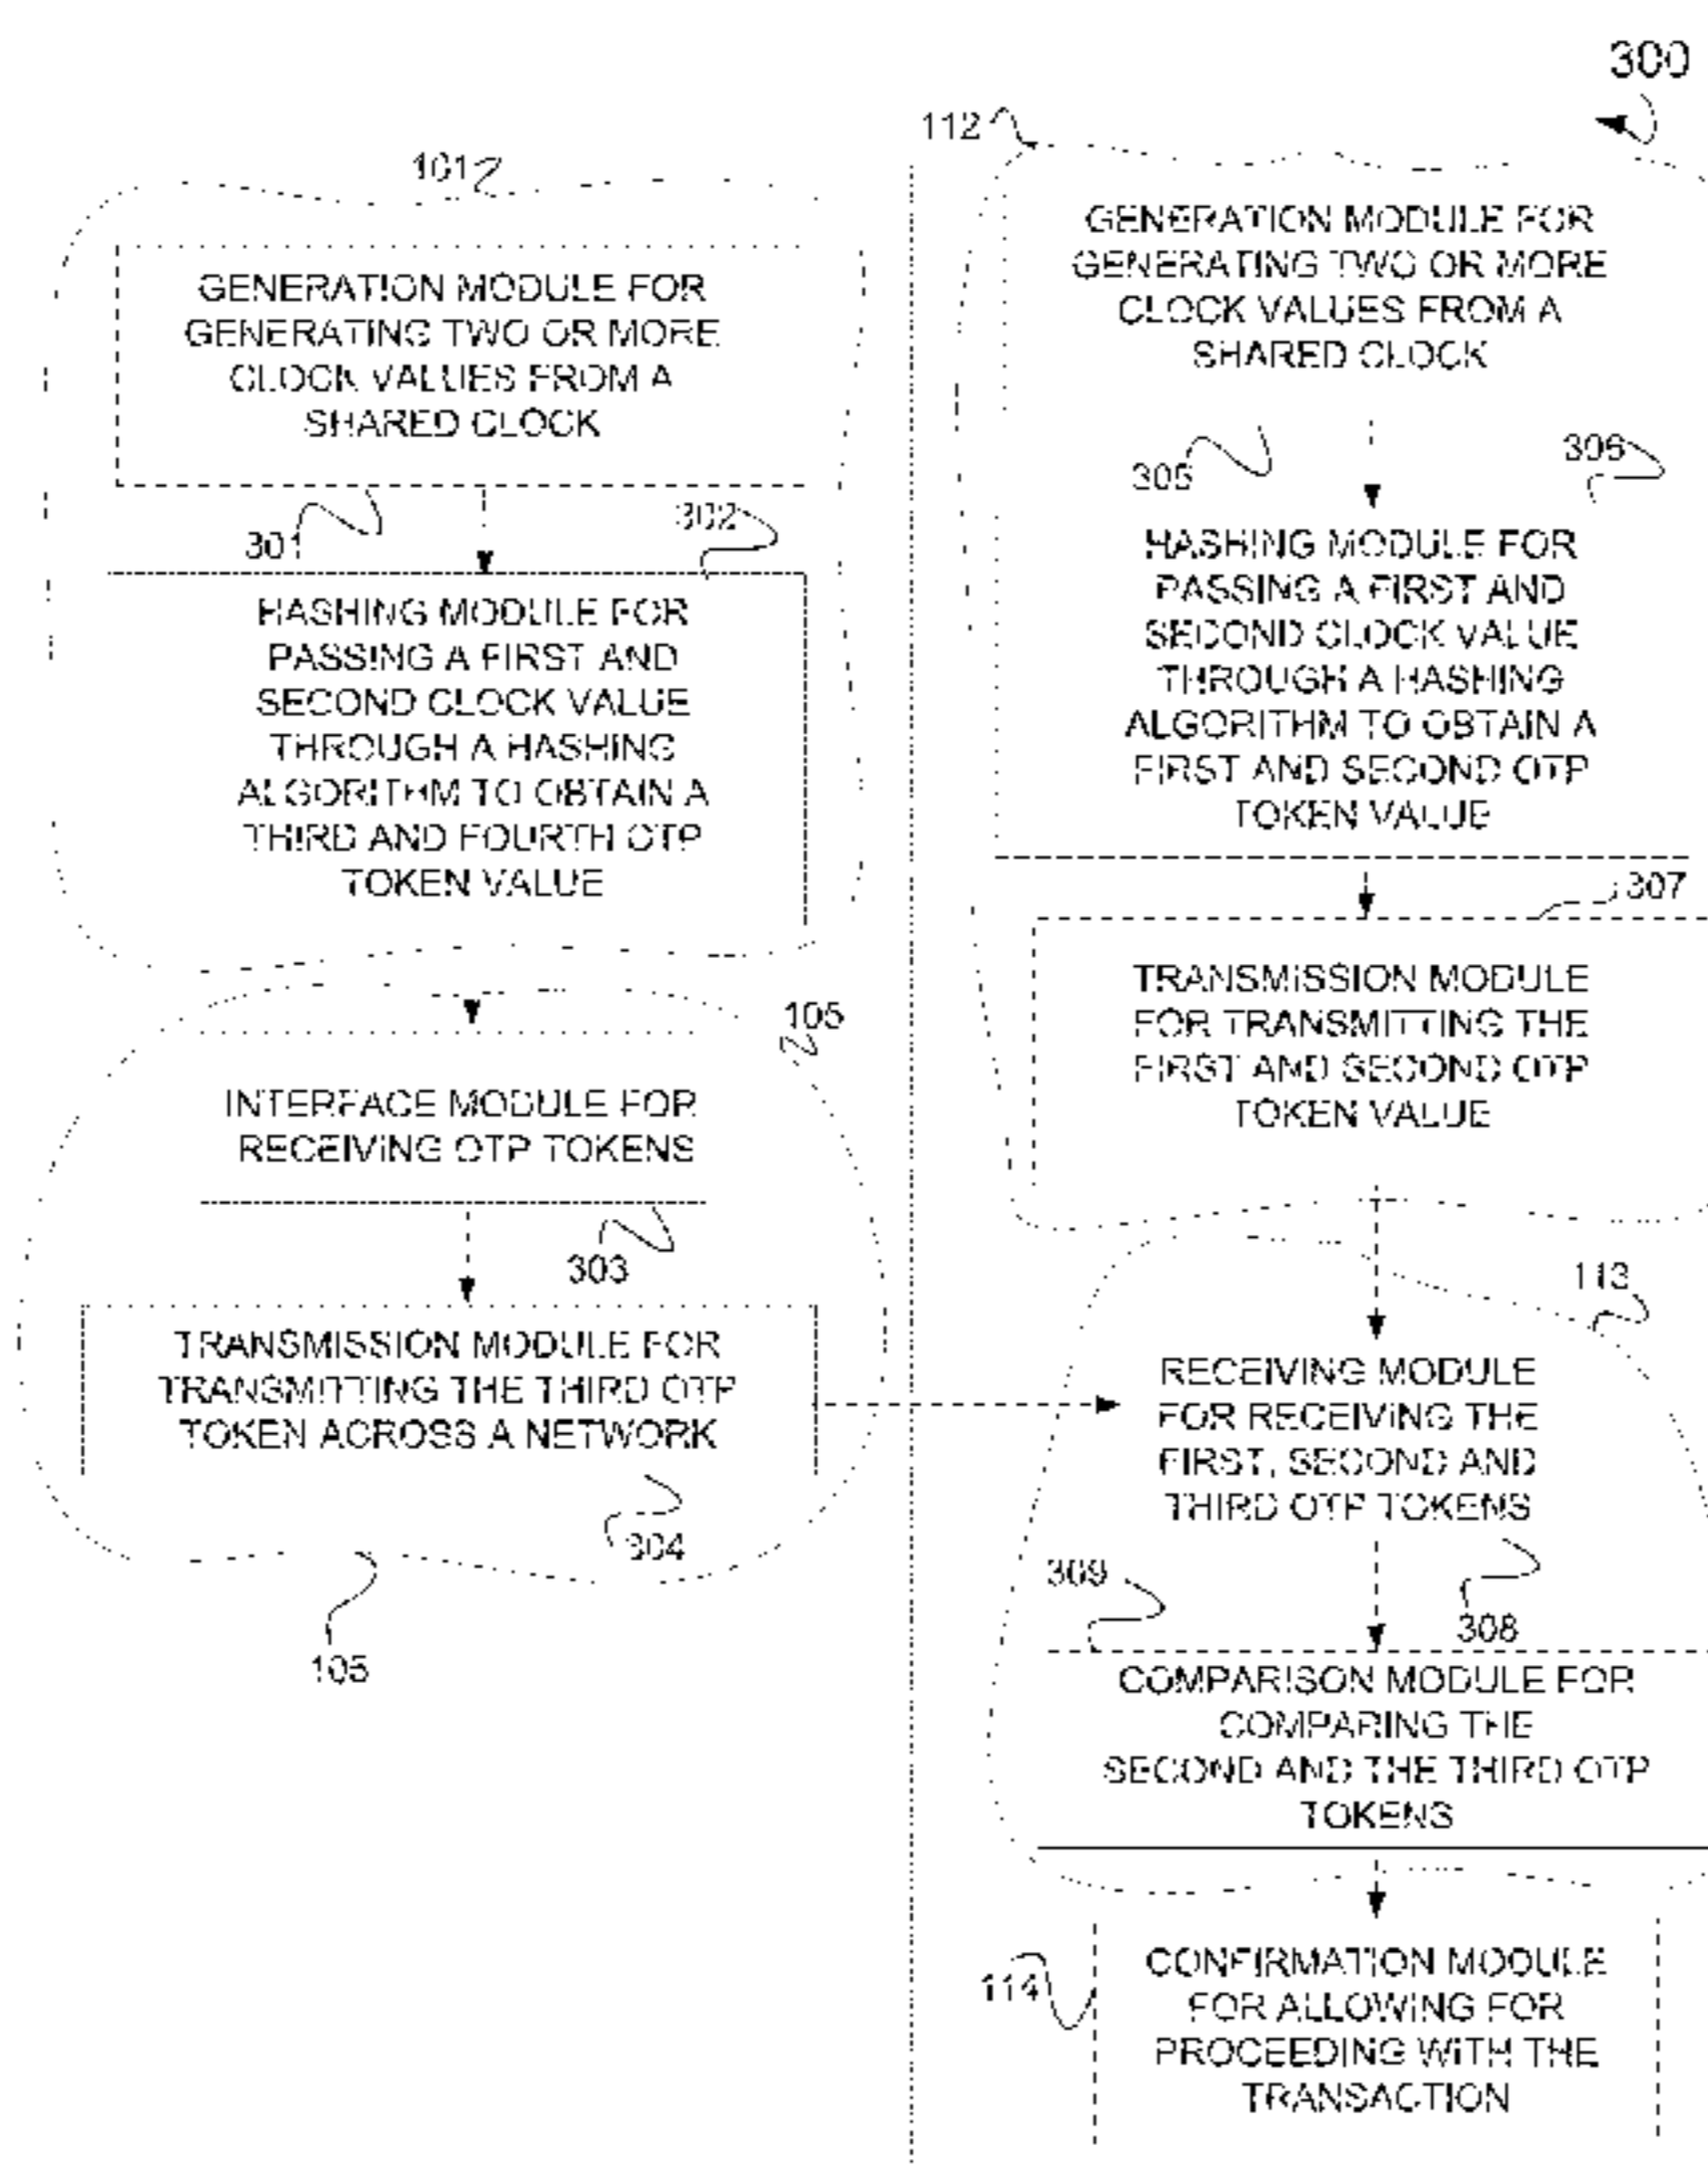 300
112
101
GENERATION MODULE FOR
GENERATING TWO OR MORE
CLOCK VALUES FROM A
SHARED CLOCK
301
302
HASHING MODULE FOR
PASSING A FIRST AND
SECOND CLOCK VALUE
THROUGH A HASHING
ALGORITHM TO OBTAIN A
THIRD AND FOURTH OTP
TOKEN VALUE
105
INTERFACE MODULE FOR
RECEIVING OTP TOKENS
303
TRANSMISSION MODULE FOR
TRANSMITTING THE THIRD OTP
TOKEN ACROSS A NETWORK
304
105
GENERATION MODULE FOR
GENERATING TWO OR MORE
CLOCK VALUES FROM A
SHARED CLOCK
305
306
HASHING MODULE FOR
PASSING A FIRST AND
SECOND CLOCK VALUE
THROUGH A HASHING
ALGORITHM TO OBTAIN A
FIRST AND SECOND OTP
TOKEN VALUE
307
TRANSMISSION MODULE
FOR TRANSMITTING THE
FIRST AND SECOND OTP
TOKEN VALUE
113
RECEIVING MODULE
FOR RECEIVING THE
FIRST, SECOND AND
THIRD OTP TOKENS
309
308
COMPARISON MODULE FOR
COMPARING THE
SECOND AND THE THIRD OTP
TOKENS
114
CONFIRMATION MODULE
FOR ALLOWING FOR
PROCEEDING WITH THE
TRANSACTION